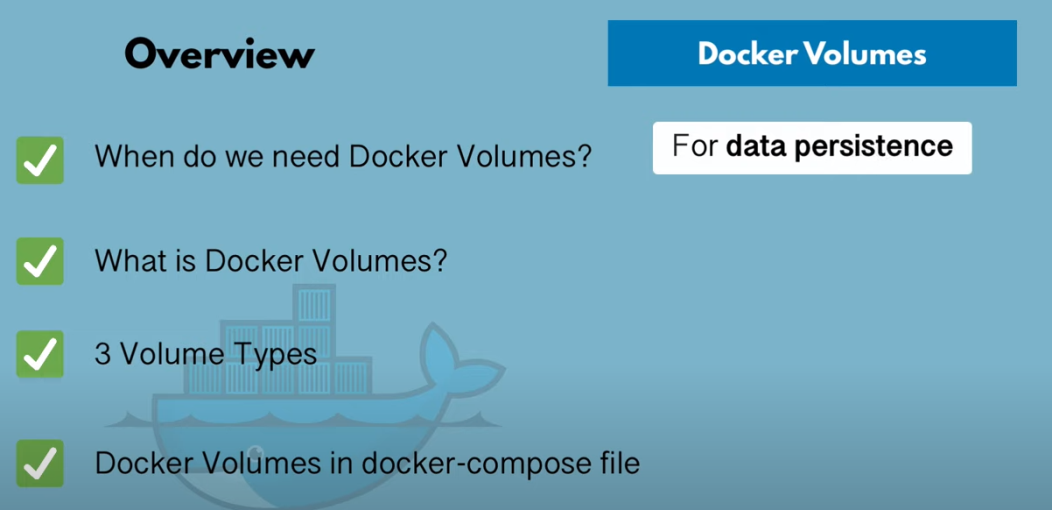 Overview
Docker Volumes
For data persistence
When do we need Docker Volumes?
What is Docker Volumes?
3 Volume Types
Docker Volumes in docker-compose file